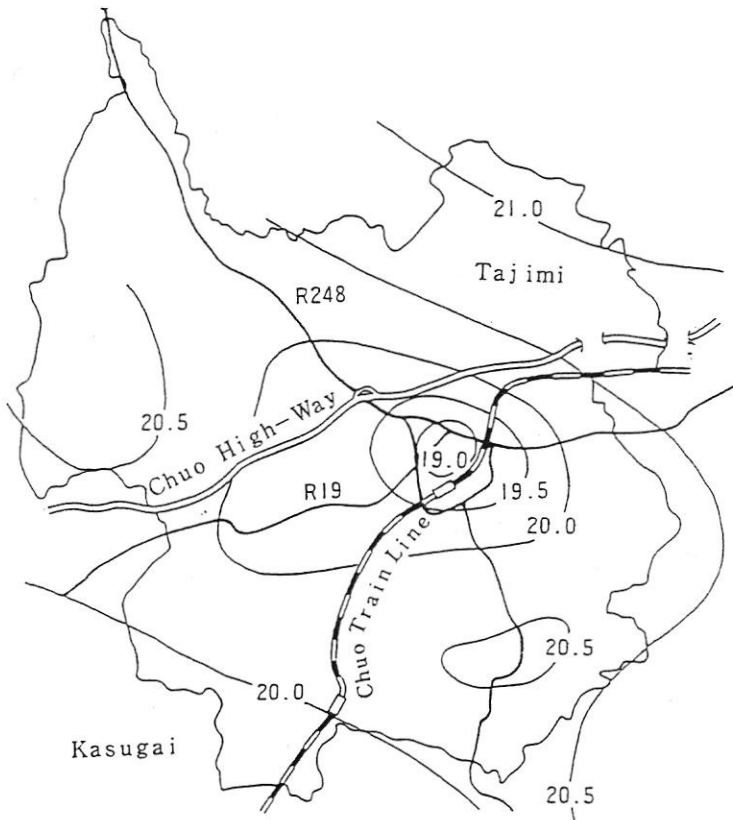 21.0
Tajimi
R248
20.5
Chuo High-Way
19.0
R19
19.5
20.0
Chuo Train Line
20.5
20.0
Kasugai
20.5